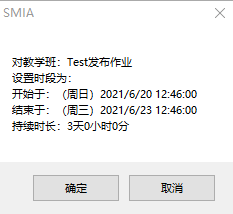 SMIA
对教学班：Test发布作业
设置时段为：
开始于：（周日）2021/6/20 12:46:00
结束于：（周三）2021/6/23 12:46:00
持续时长：3天0小时0分
确定
取消